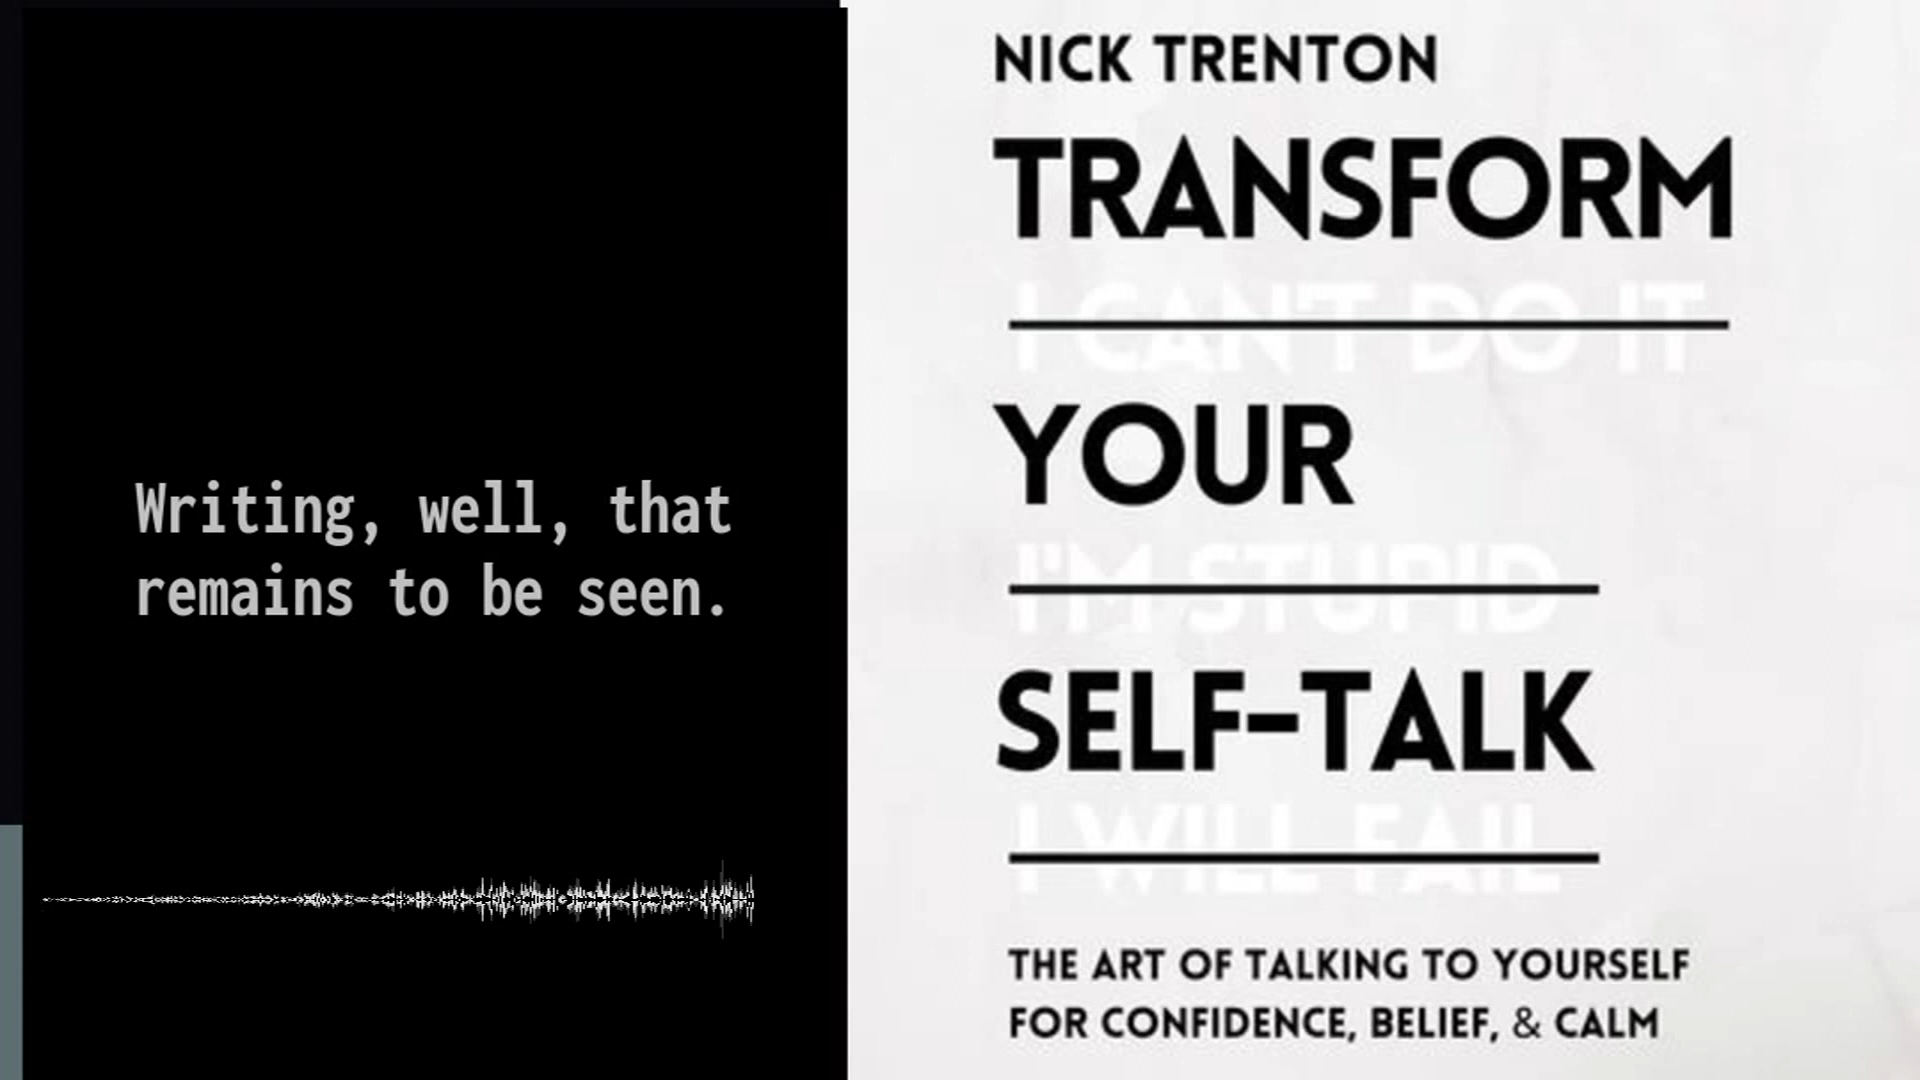 Writing, well, that
remains to be seen.
NICK TRENTON
TRANSFORM
I CAN'T DO IT
YOUR
I'M STUPID
SELF-TALK
I WILL FAIL
THE ART OF TALKING TO YOURSELF
FOR CONFIDENCE, BELIEF, & CALM